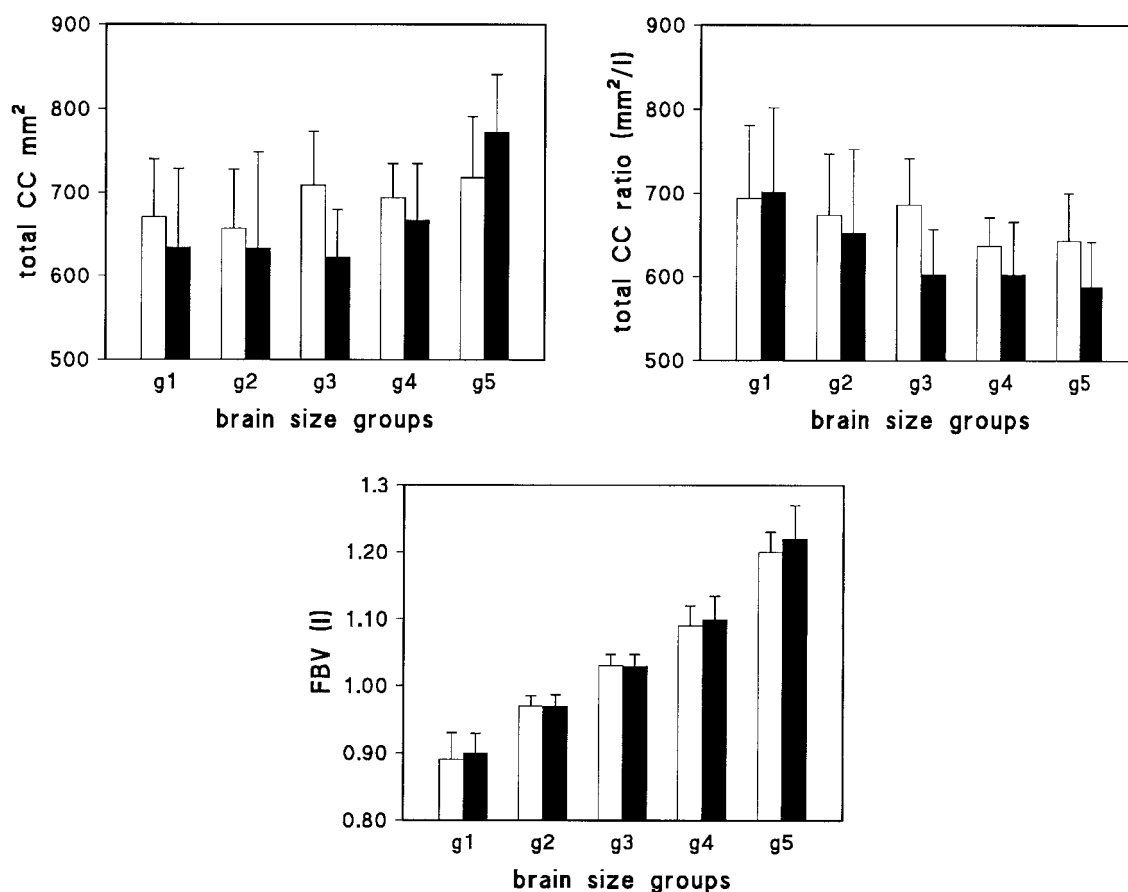 total CC mm²
900
800
700
600
500
g1 g2 g3 g4 g5
brain size groups
total CC ratio (mm²/l)
900
800
700
600
500
g1 g2 g3 g4 g5
brain size groups
FBV (l)
1.3
1.20
1.10
1.00
0.90
0.80
g1 g2 g3 g4 g5
brain size groups